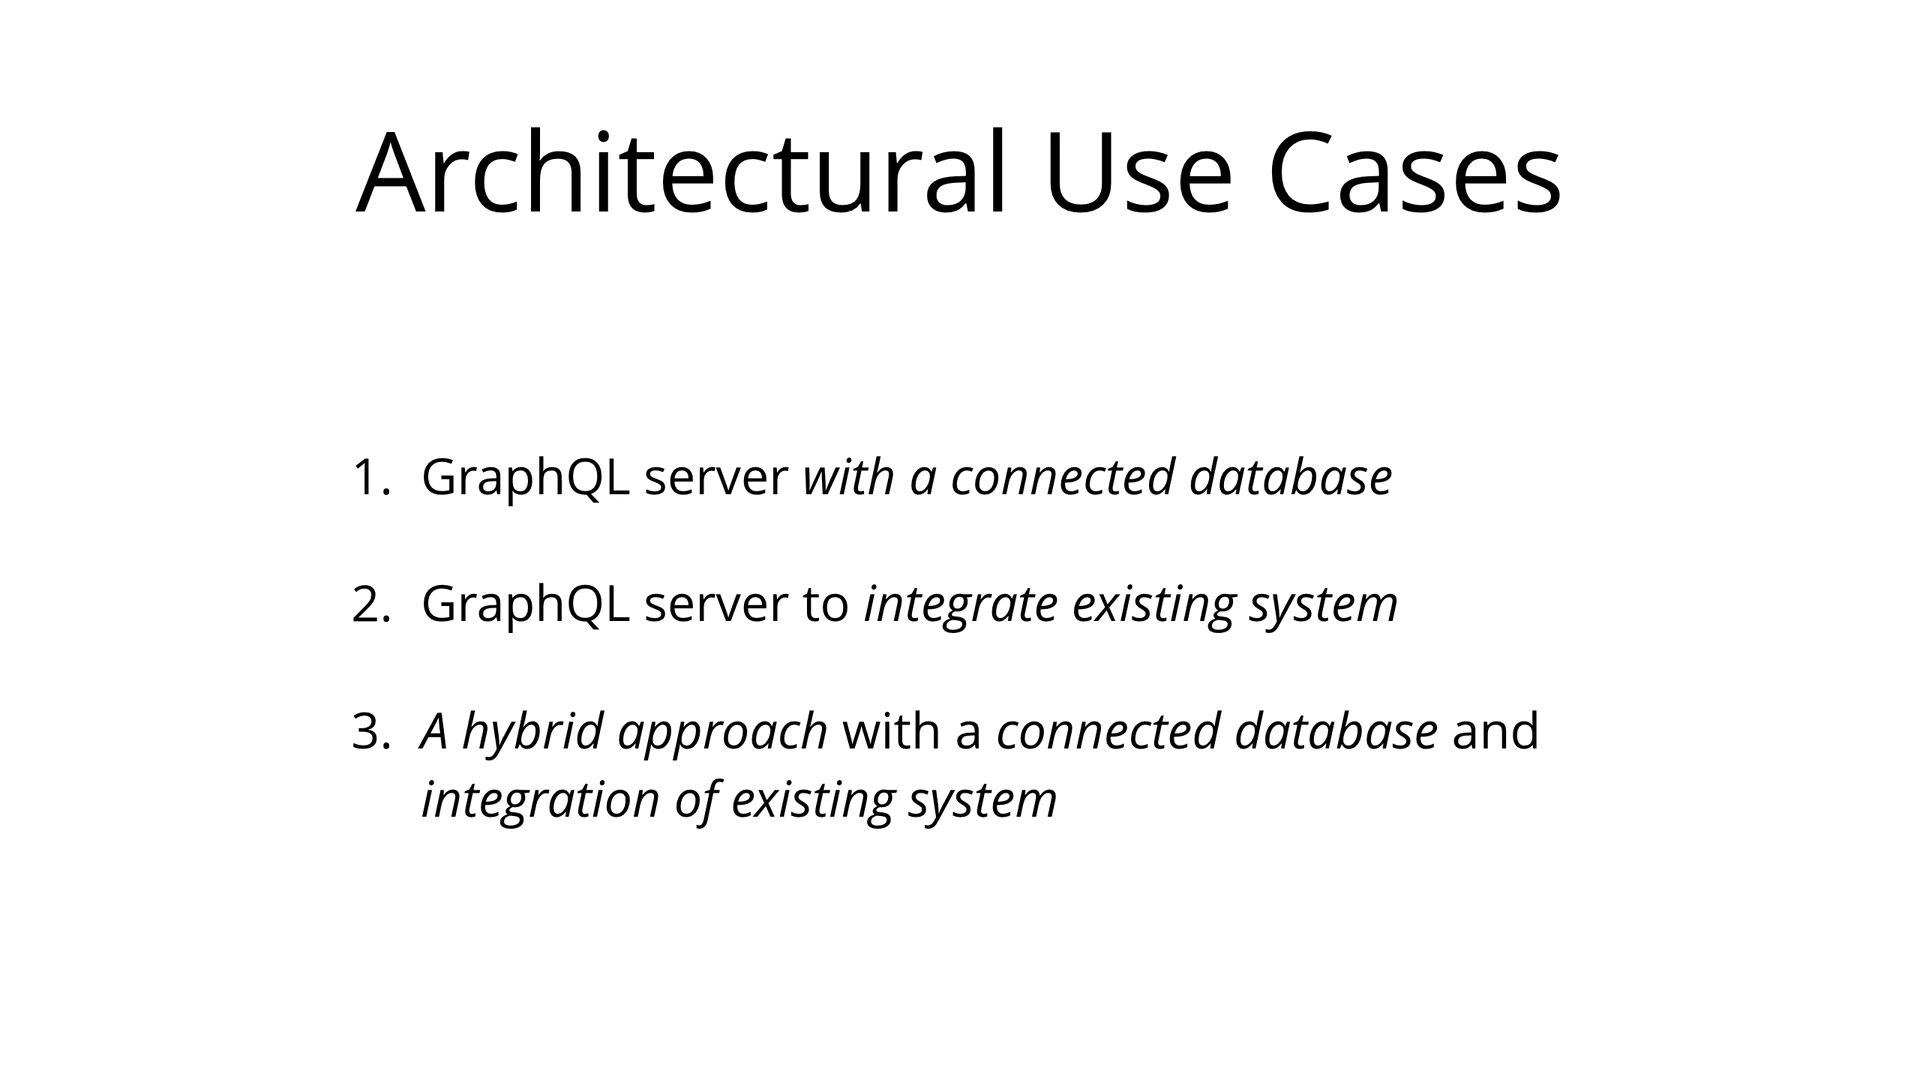 Architectural Use Cases
1. GraphQL server with a connected database
2. GraphQL server to integrate existing system
3. A hybrid approach with a connected database and
integration of existing system